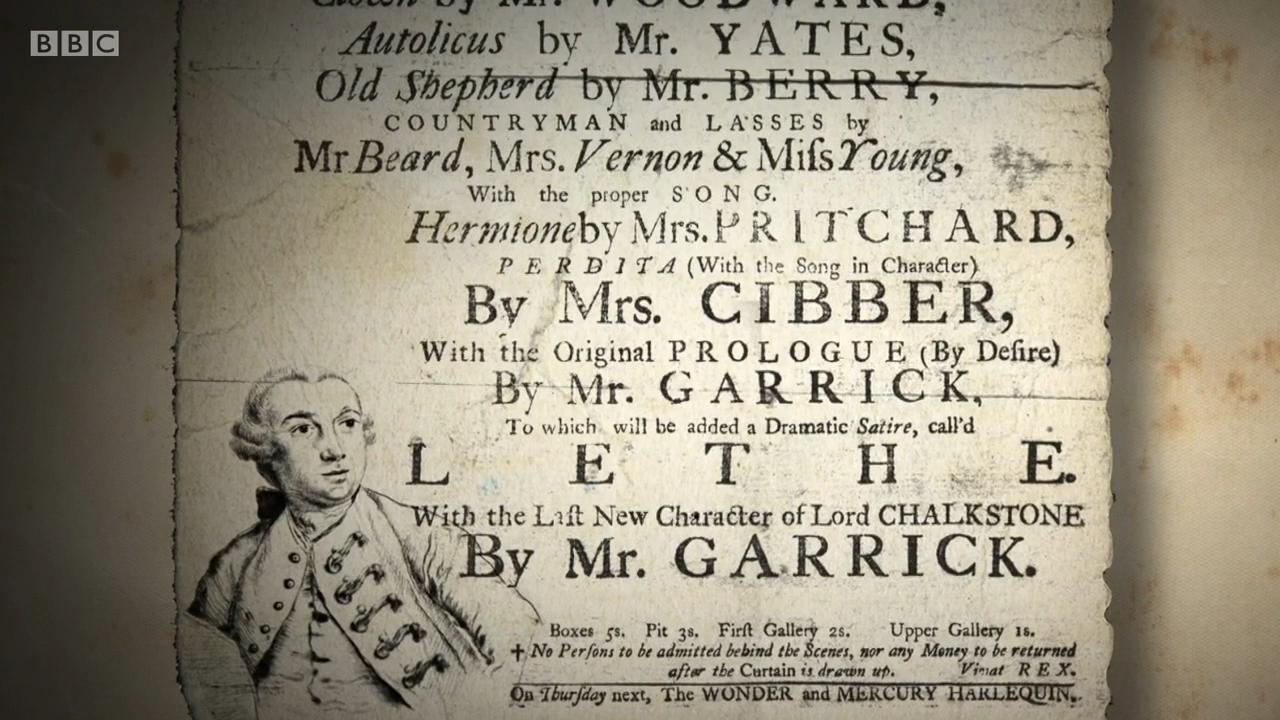 BBC
Clown by Mr. WOODWARD,
Autolicus by Mr. YATES,
Old Shepherd by Mr. BERRY,
COUNTRYMAN and LASSES by
Mr Beard, Mrs. Vernon & Miſs Young,
With the proper SONG.
Hermione by Mrs. PRITCHARD,
PERDITA (With the Song in Character)
By Mrs. CIBBER,
With the Original PROLOGUE (By Deſire)
By Mr. GARRICK,
To which will be added a Dramatic Satire, call'd
LETHE.
With the Laſt New Character of Lord CHALKSTONE
By Mr. GARRICK.
Boxes 5s. Pit 3s. Firſt Gallery 2s. Upper Gallery 1s.
† No Perſons to be admitted behind the Scenes, nor any Money to be returned
after the Curtain is drawn up. Vivat REX.
On Thurſday next, The WONDER and MERCURY HARLEQUIN.